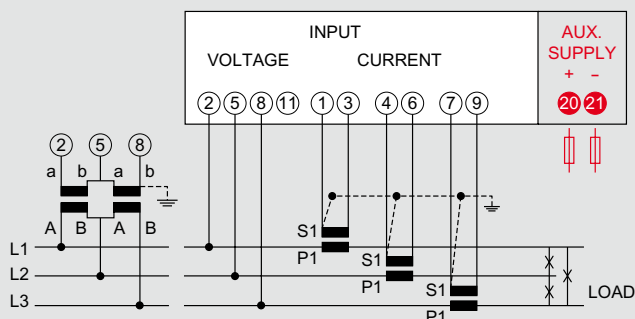 INPUT
AUX.
SUPPLY
VOLTAGE CURRENT
+ −
2 5 8 11 1 3 4 6 7 9 20 21
2 5 8
a b a b
A B A B
S1
L1
P1
S1
L2
P1
S1
LOAD
L3
P1